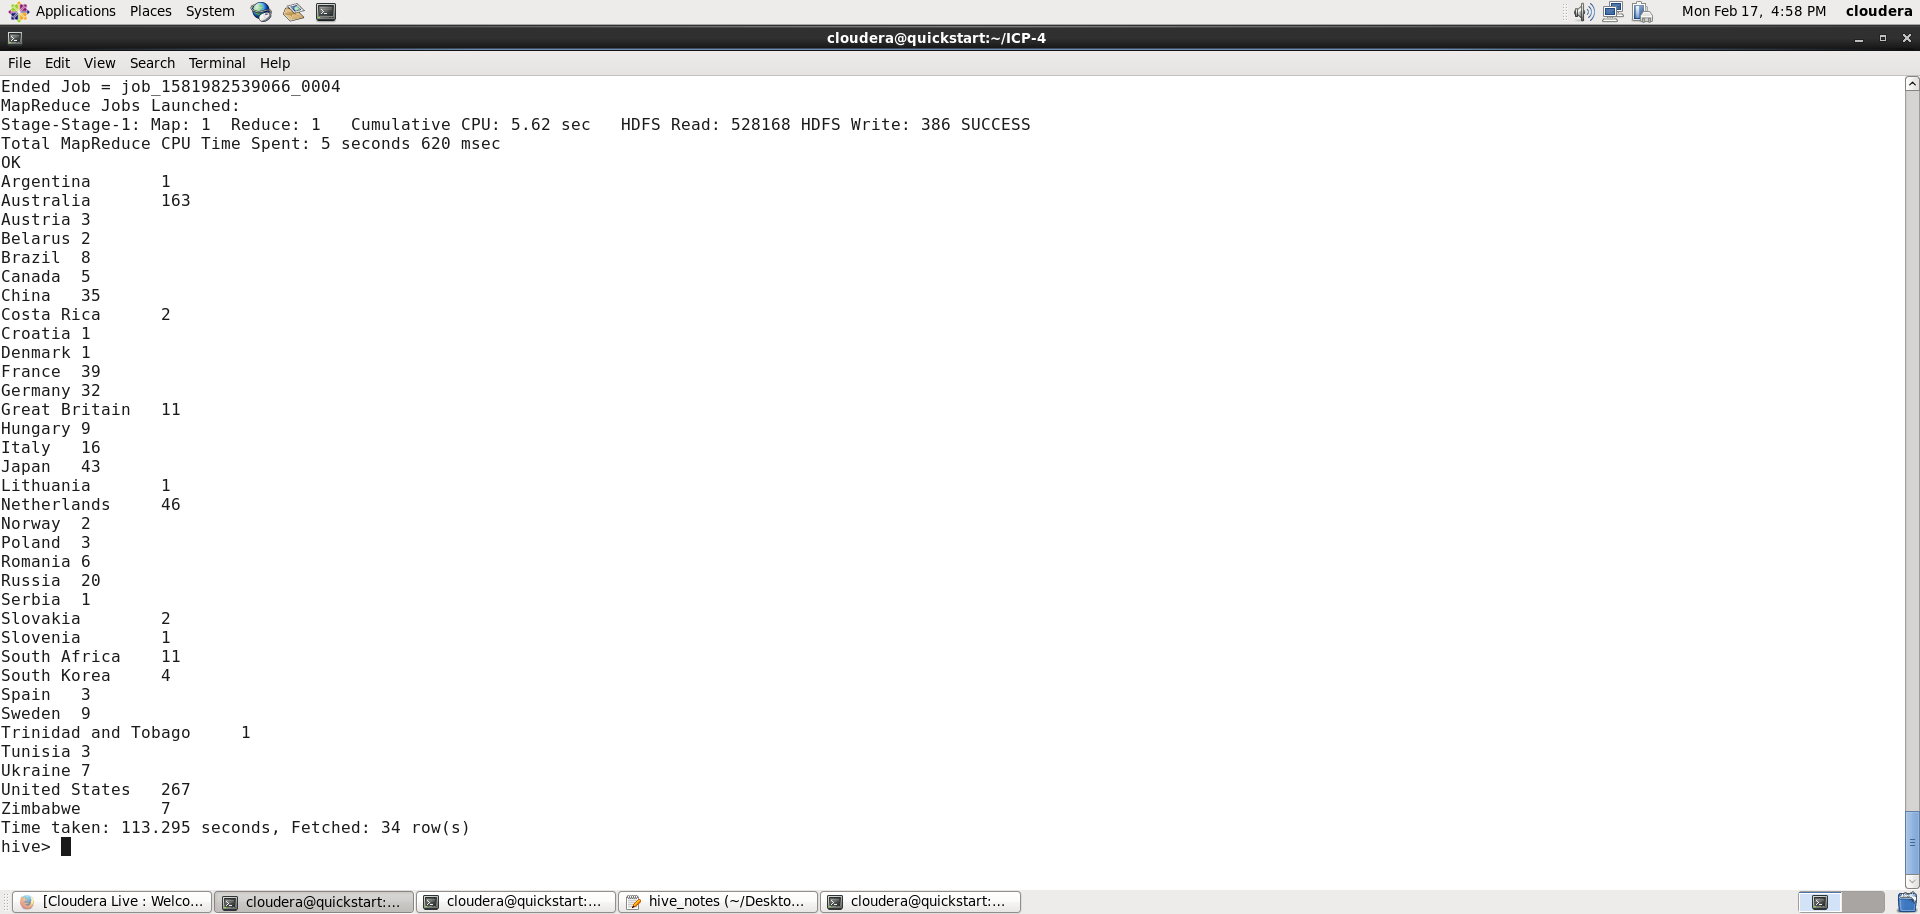 Applications Places System Mon Feb 17, 4:58 PM cloudera
cloudera@quickstart:~/ICP-4
File Edit View Search Terminal Help
Ended Job = job_1581982539066_0004
MapReduce Jobs Launched:
Stage-Stage-1: Map: 1  Reduce: 1   Cumulative CPU: 5.62 sec   HDFS Read: 528168 HDFS Write: 386 SUCCESS
Total MapReduce CPU Time Spent: 5 seconds 620 msec
OK
Argentina       1
Australia       163
Austria 3
Belarus 2
Brazil  8
Canada  5
China   35
Costa Rica      2
Croatia 1
Denmark 1
France  39
Germany 32
Great Britain   11
Hungary 9
Italy   16
Japan   43
Lithuania       1
Netherlands     46
Norway  2
Poland  3
Romania 6
Russia  20
Serbia  1
Slovakia        2
Slovenia        1
South Africa    11
South Korea     4
Spain   3
Sweden  9
Trinidad and Tobago     1
Tunisia 3
Ukraine 7
United States   267
Zimbabwe        7
Time taken: 113.295 seconds, Fetched: 34 row(s)
hive>
[Cloudera Live : Welco... cloudera@quickstart:... cloudera@quickstart:... hive_notes (~/Deskto... cloudera@quickstart:...